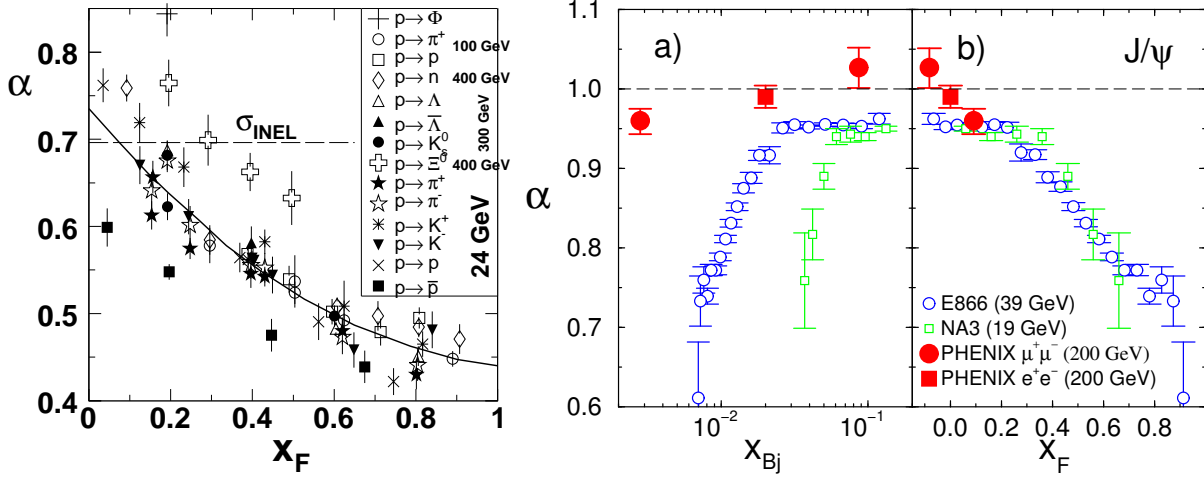 α
0.8
0.7
0.6
0.5
0.4
0
0.2
0.4
0.6
0.8
1
X_F
σ_INEL
p→Φ
p→π⁺
100 GeV
p→p
p→n
400 GeV
p→Λ
p→Λ̅
p→K⁰ₛ
300 GeV
p→Ξ⁰
400 GeV
p→π⁺
p→π⁻
p→K⁺
p→K⁻
p→p
p→p̅
24 GeV
a)
b)
J/ψ
α
1.1
1.0
0.9
0.8
0.7
0.6
10⁻²
10⁻¹
X_Bj
0.0
0.2
0.4
0.6
0.8
X_F
E866 (39 GeV)
NA3 (19 GeV)
PHENIX μ⁺μ⁻ (200 GeV)
PHENIX e⁺e⁻ (200 GeV)